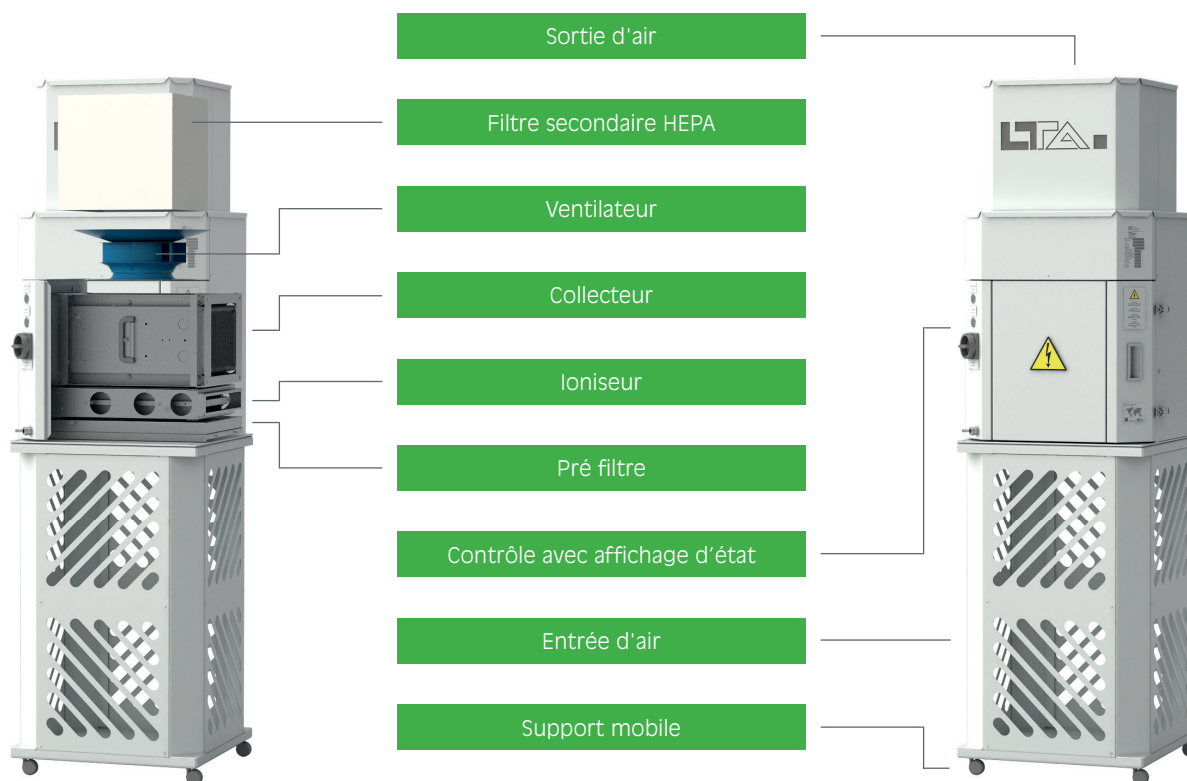 Sortie d'air
Filtre secondaire HEPA
LTA
Ventilateur
Collecteur
Ioniseur
Pré filtre
Contrôle avec affichage d’état
Entrée d'air
Support mobile